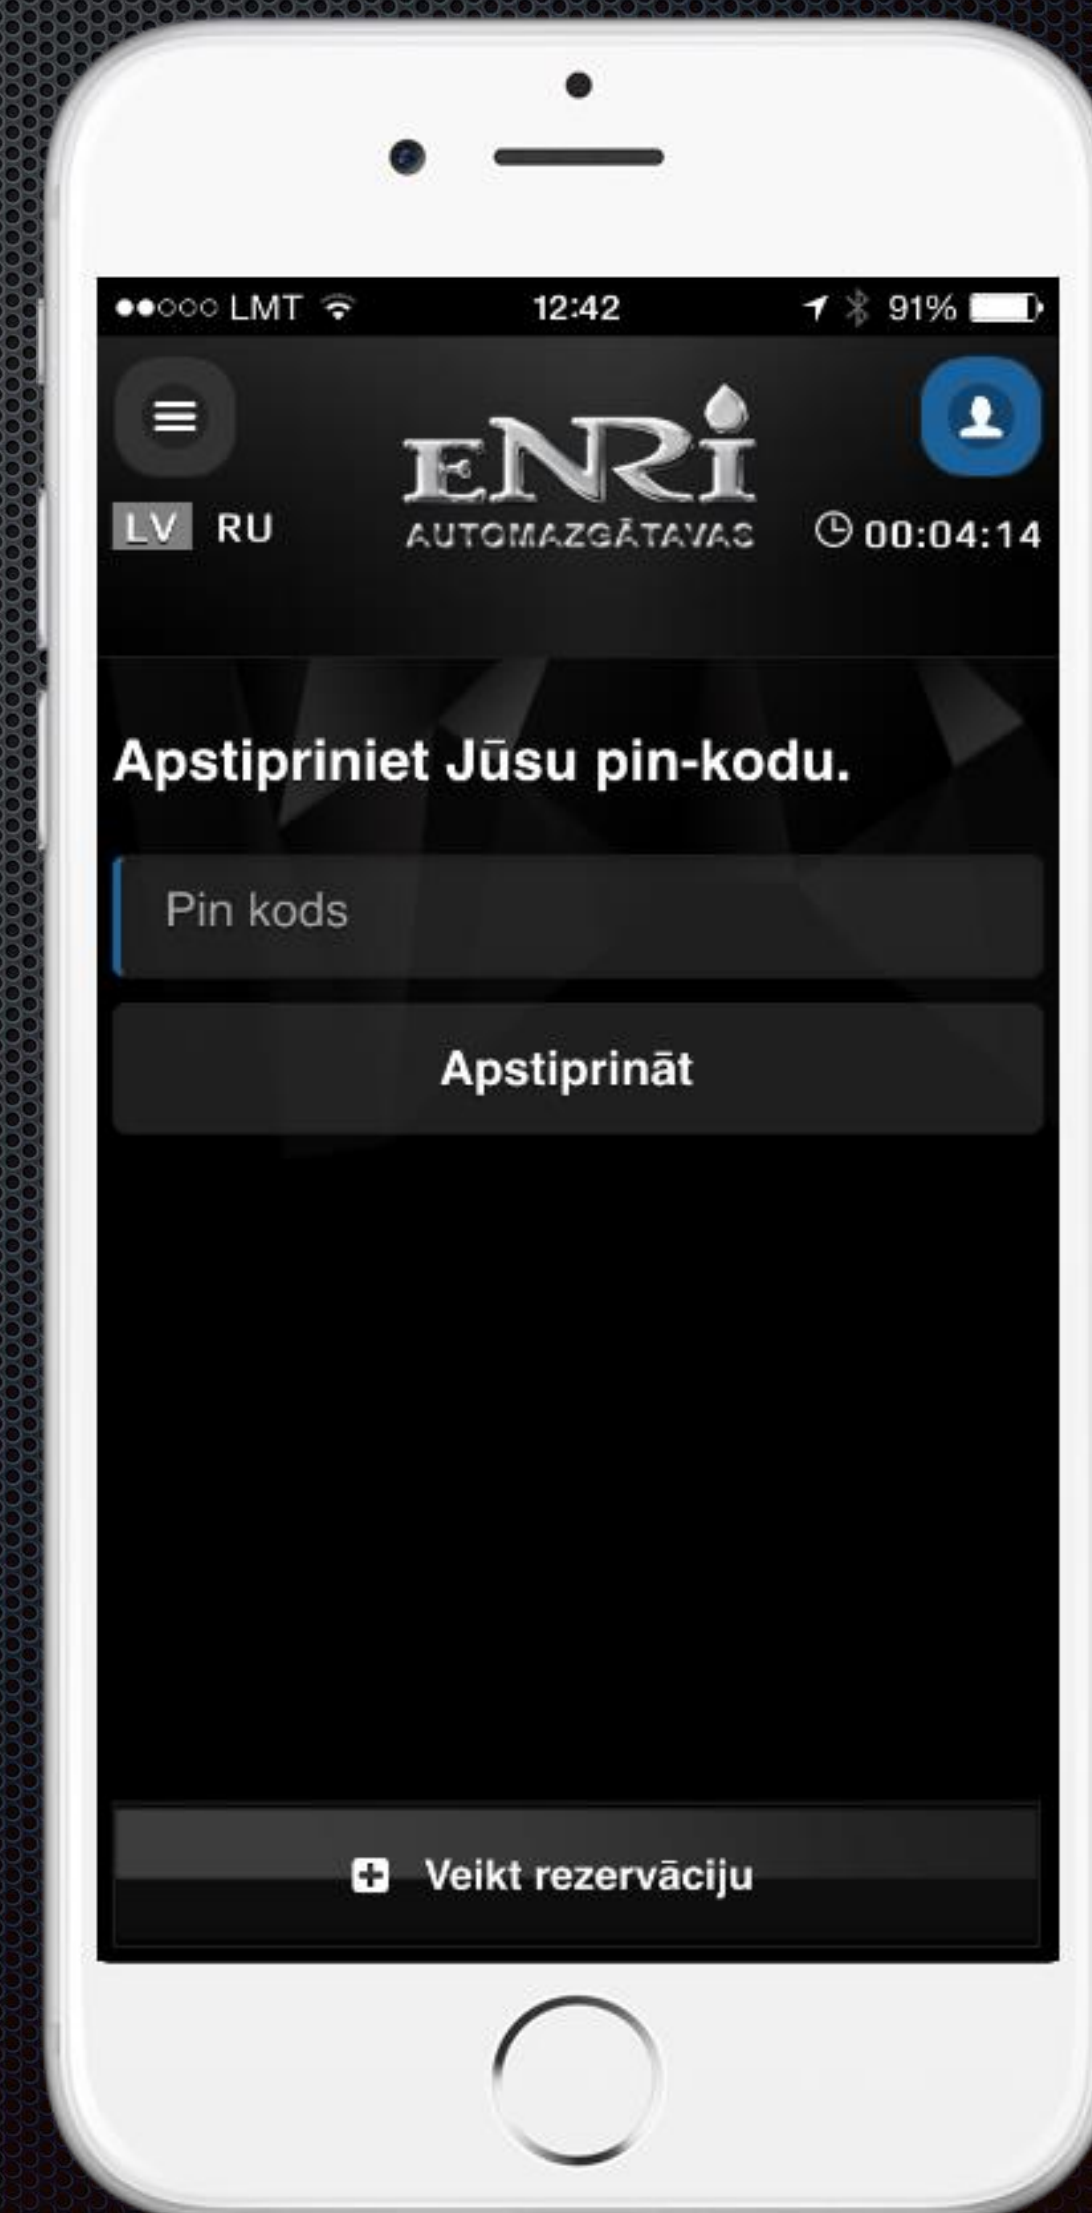 LMT 12:42 91%
ENRi
AUTOMAZGĀTAVAS
LV RU 00:04:14
Apstipriniet Jūsu pin-kodu.
Pin kods
Apstiprināt
Veikt rezervāciju